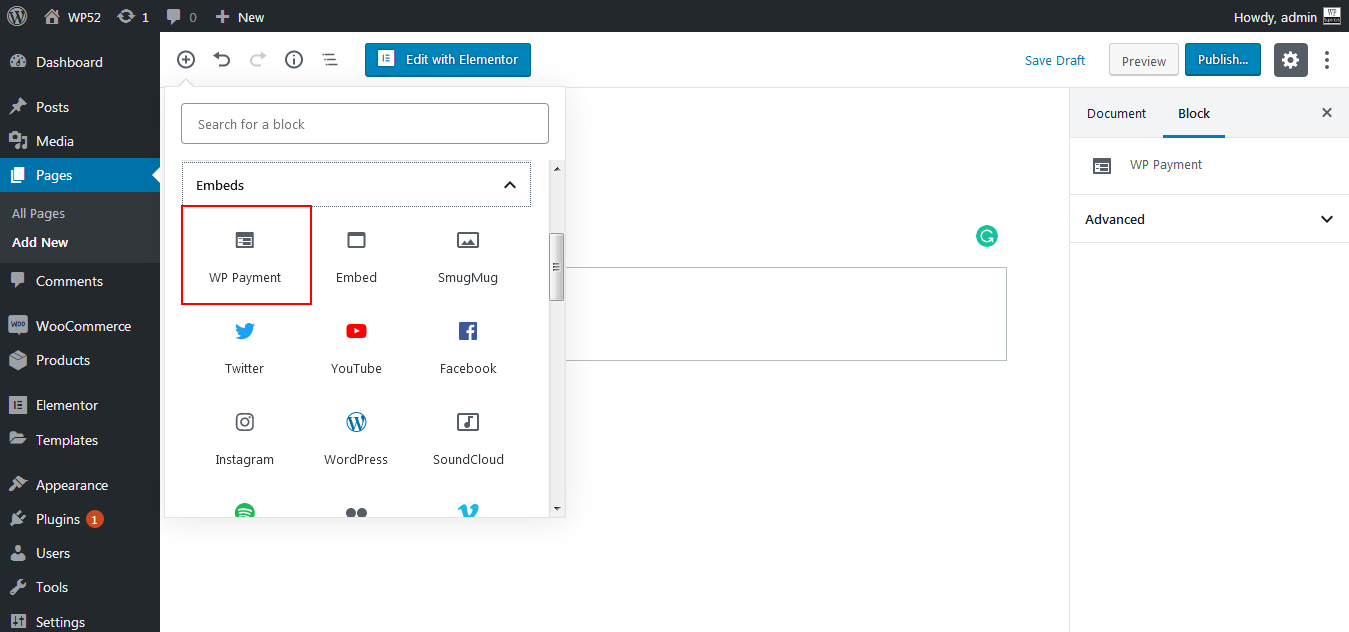 WP52 1 0 New Howdy, admin
Dashboard
Posts
Media
Pages
All Pages
Add New
Comments
WooCommerce
Products
Elementor
Templates
Appearance
Plugins 1
Users
Tools
Settings
Edit with Elementor Save Draft Preview Publish...
Search for a block
Embeds
WP Payment Embed SmugMug
Twitter YouTube Facebook
Instagram WordPress SoundCloud
Document Block
WP Payment
Advanced